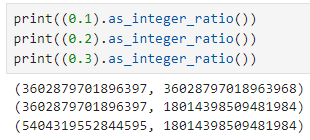 print((0.1).as_integer_ratio())
print((0.2).as_integer_ratio())
print((0.3).as_integer_ratio())
(3602879701896397, 36028797018963968)
(3602879701896397, 18014398509481984)
(5404319552844595, 18014398509481984)